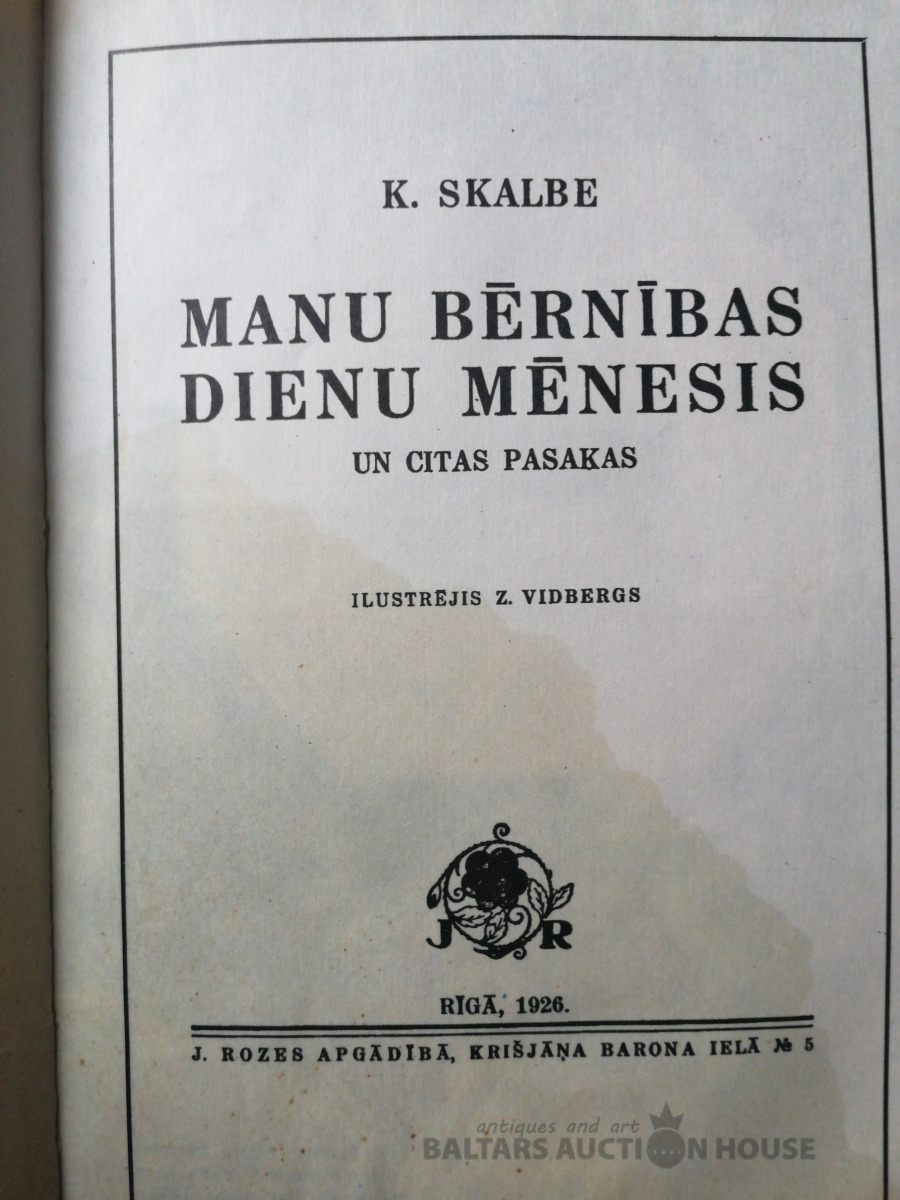 K. SKALBE
MANU BĒRNĪBAS
DIENU MĒNESIS
UN CITAS PASAKAS
ILUSTRĒJIS Z. VIDBERGS
J R
RĪGĀ, 1926.
J. ROZES APGĀDĪBĀ, KRIŠJĀŅA BARONA IELĀ № 5
antiques and art
BALTARS AUCTION HOUSE